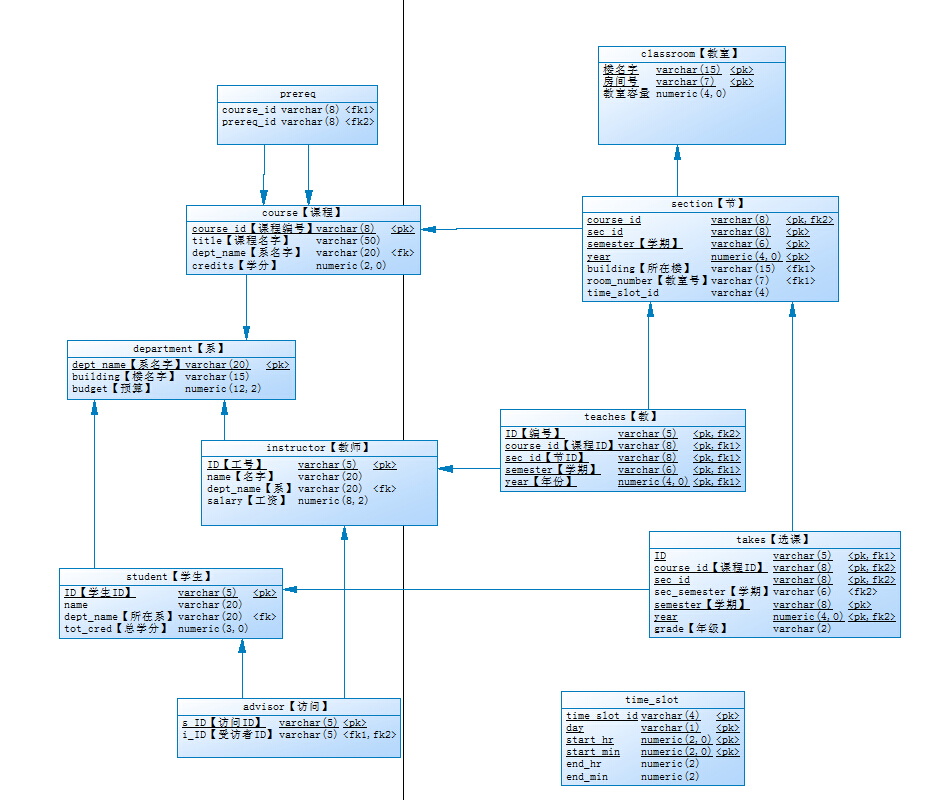 classroom【教室】
楼名字 varchar(15) <pk>
房间号 varchar(7) <pk>
教室容量 numeric(4,0)
prereq
course_id varchar(8) <fk1>
prereq_id varchar(8) <fk2>
course【课程】
course_id【课程编号】 varchar(8) <pk>
title【课程名字】 varchar(50)
dept_name【系名字】 varchar(20) <fk>
credits【学分】 numeric(2,0)
section【节】
course_id varchar(8) <pk,fk2>
sec_id varchar(8) <pk>
semester【学期】 varchar(6) <pk>
year numeric(4,0) <pk>
building【所在楼】 varchar(15) <fk1>
room_number【教室号】 varchar(7) <fk1>
time_slot_id varchar(4)
department【系】
dept_name【系名字】 varchar(20) <pk>
building【楼名字】 varchar(15)
budget【预算】 numeric(12,2)
teaches【教】
ID【编号】 varchar(5) <pk,fk2>
course_id【课程ID】 varchar(8) <pk,fk1>
sec_id【节ID】 varchar(8) <pk,fk1>
semester【学期】 varchar(6) <pk,fk1>
year【年份】 numeric(4,0) <pk,fk1>
instructor【教师】
ID【工号】 varchar(5) <pk>
name【名字】 varchar(20)
dept_name【系】 varchar(20) <fk>
salary【工资】 numeric(8,2)
takes【选课】
ID varchar(5) <pk,fk1>
course_id【课程ID】 varchar(8) <pk,fk2>
sec_id varchar(8) <pk,fk2>
sec_semester【学期】 varchar(6) <fk2>
semester【学期】 varchar(8) <pk>
year numeric(4,0) <pk,fk2>
grade【年级】 varchar(2)
student【学生】
ID【学生ID】 varchar(5) <pk>
name varchar(20)
dept_name【所在系】 varchar(20) <fk>
tot_cred【总学分】 numeric(3,0)
advisor【访问】
s_ID【访问ID】 varchar(5) <pk>
i_ID【受访者ID】 varchar(5) <fk1,fk2>
time_slot
time_slot_id varchar(4) <pk>
day varchar(1) <pk>
start_hr numeric(2,0) <pk>
start_min numeric(2,0) <pk>
end_hr numeric(2)
end_min numeric(2)